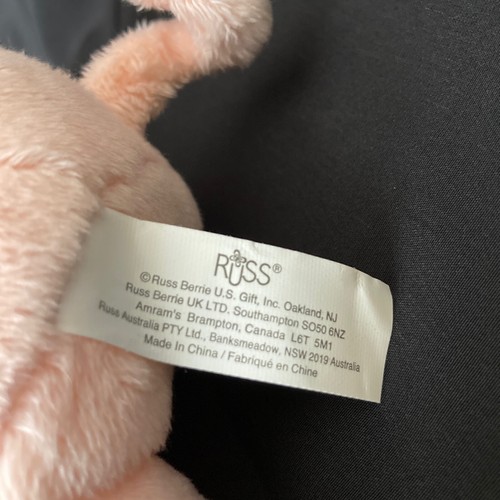 RUSS®
©Russ Berrie U.S. Gift, Inc. Oakland, NJ
Russ Berrie UK LTD. Southampton SO50 6NZ
Amram's Brampton, Canada L6T 5M1
Russ Australia PTY Ltd., Banksmeadow, NSW 2019 Australia
Made In China / Fabriqué en Chine